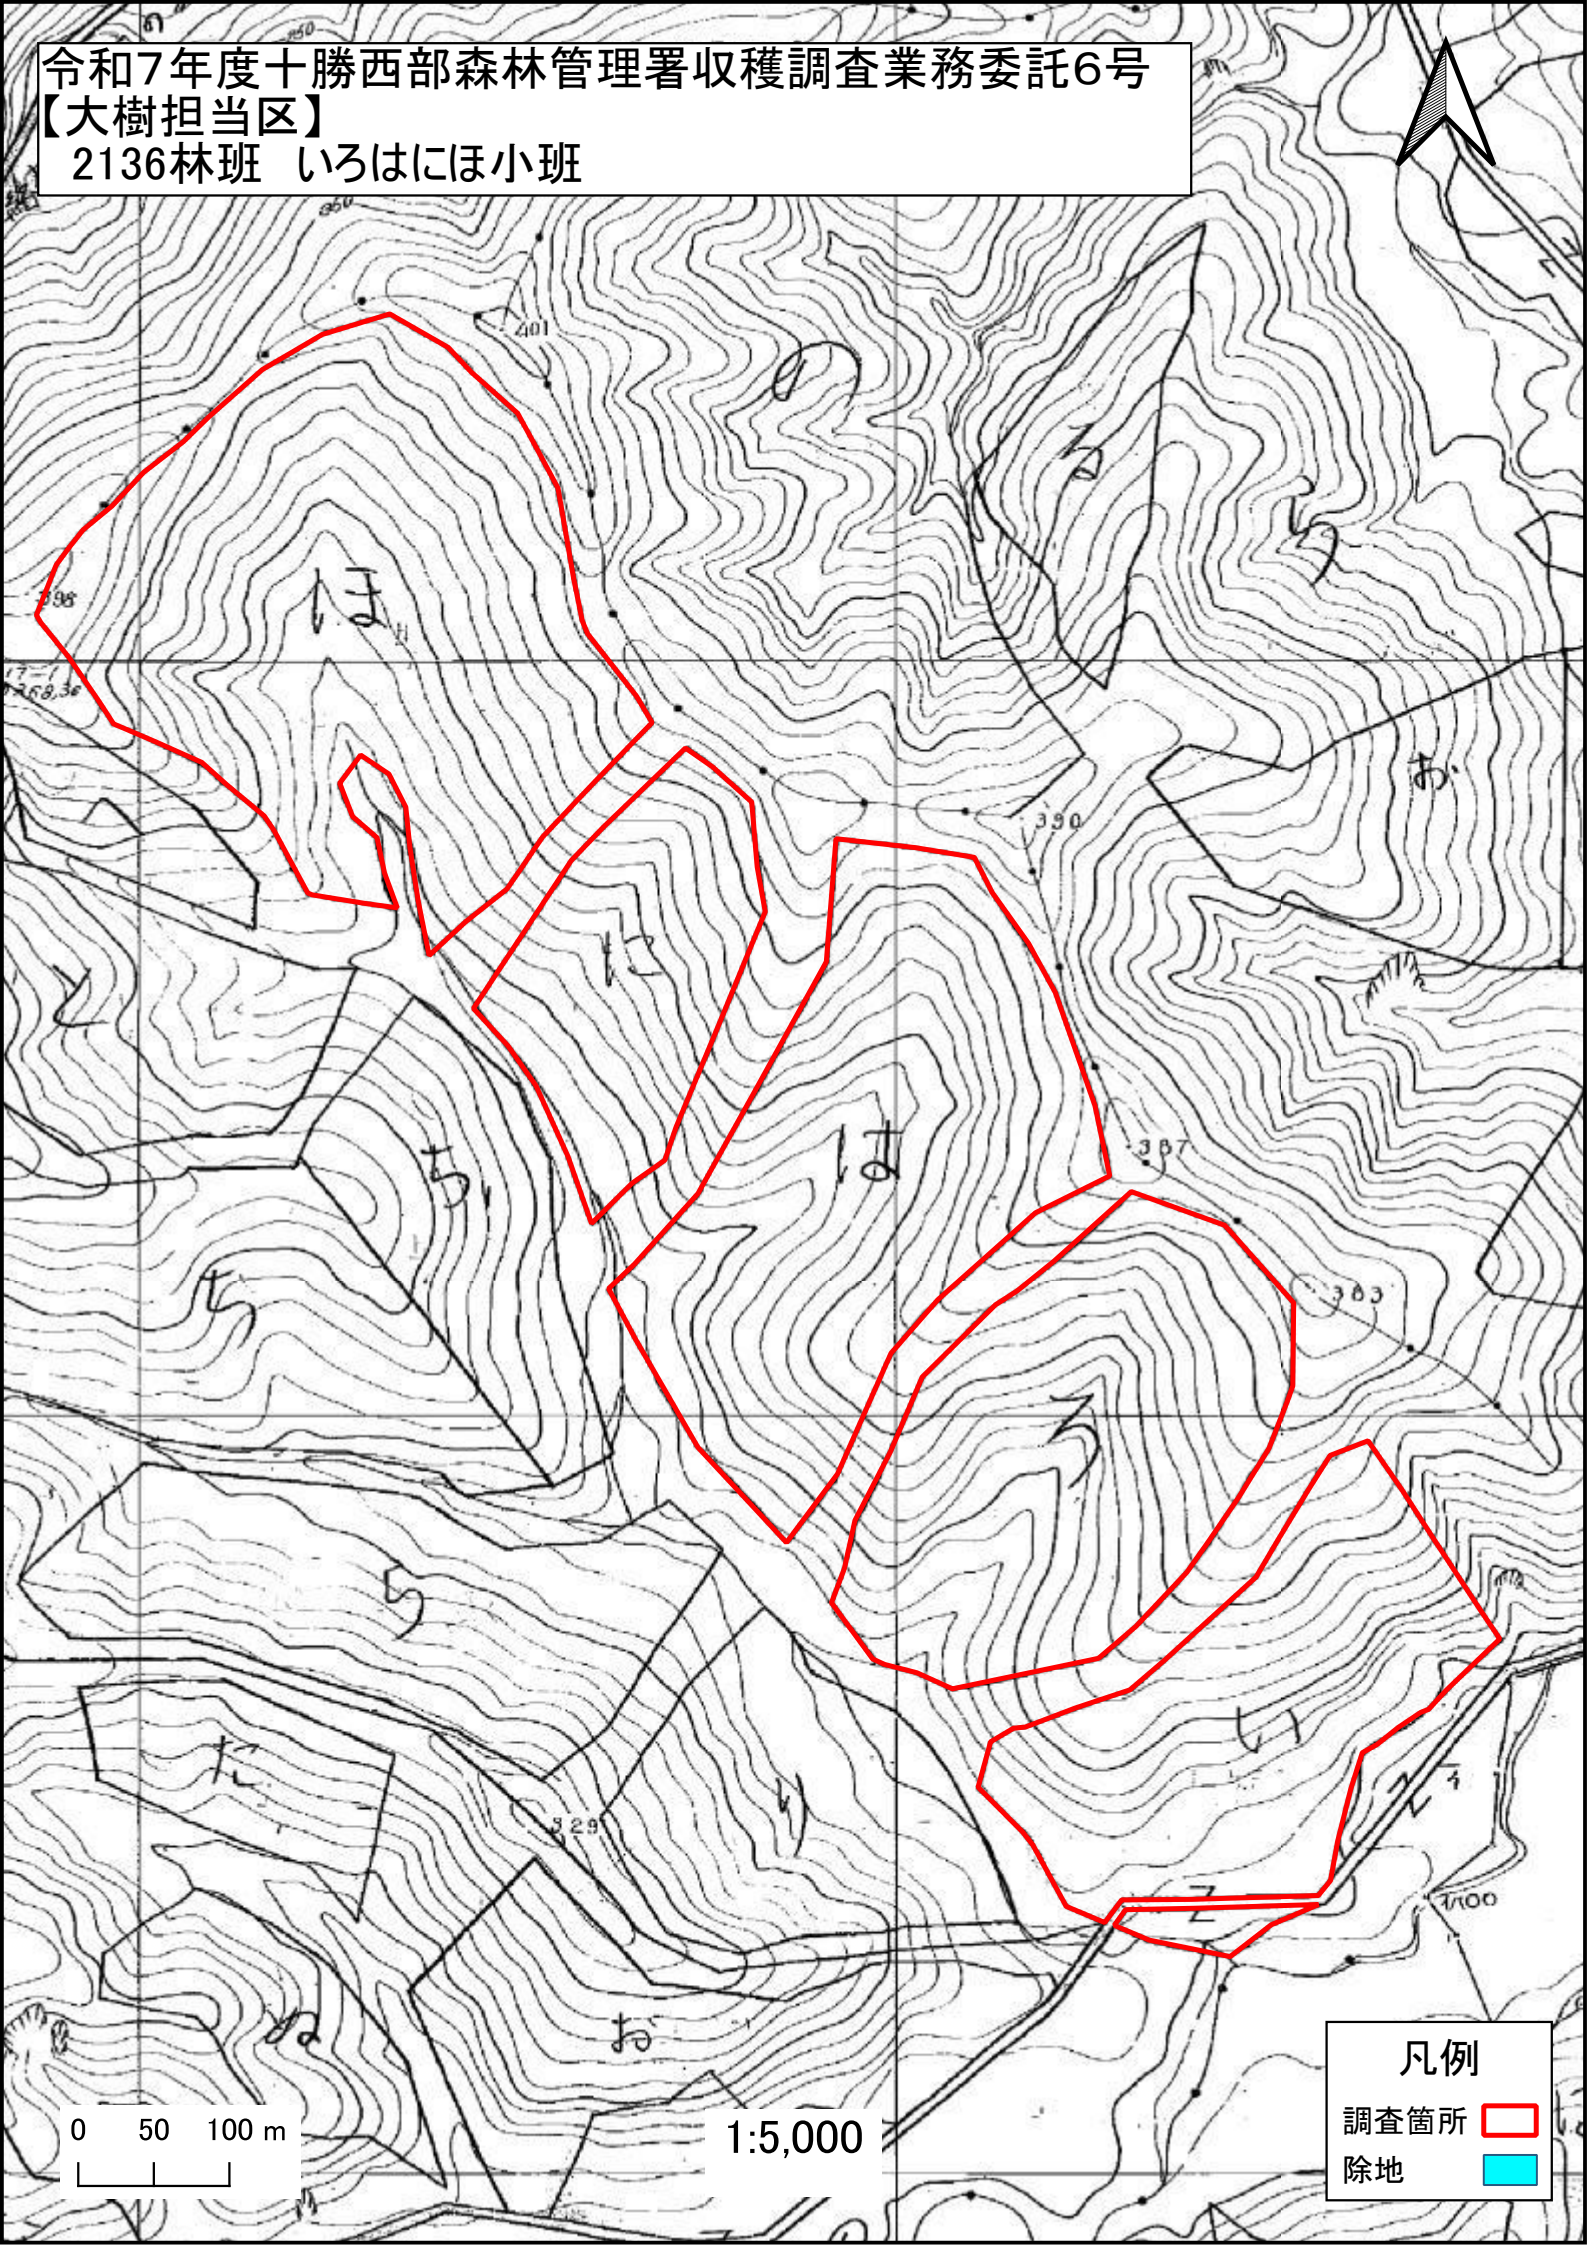 令和7年度十勝西部森林管理署収穫調査業務委託6号
【大樹担当区】
2136林班 いろはにほ小班
401
の
る
ら
ほ
398
お
390
に
は
387
ち
383
ろ
ら
た
い
り
329
ぬ
お
1:5,000
0 50 100 m
凡例
調査箇所
除地